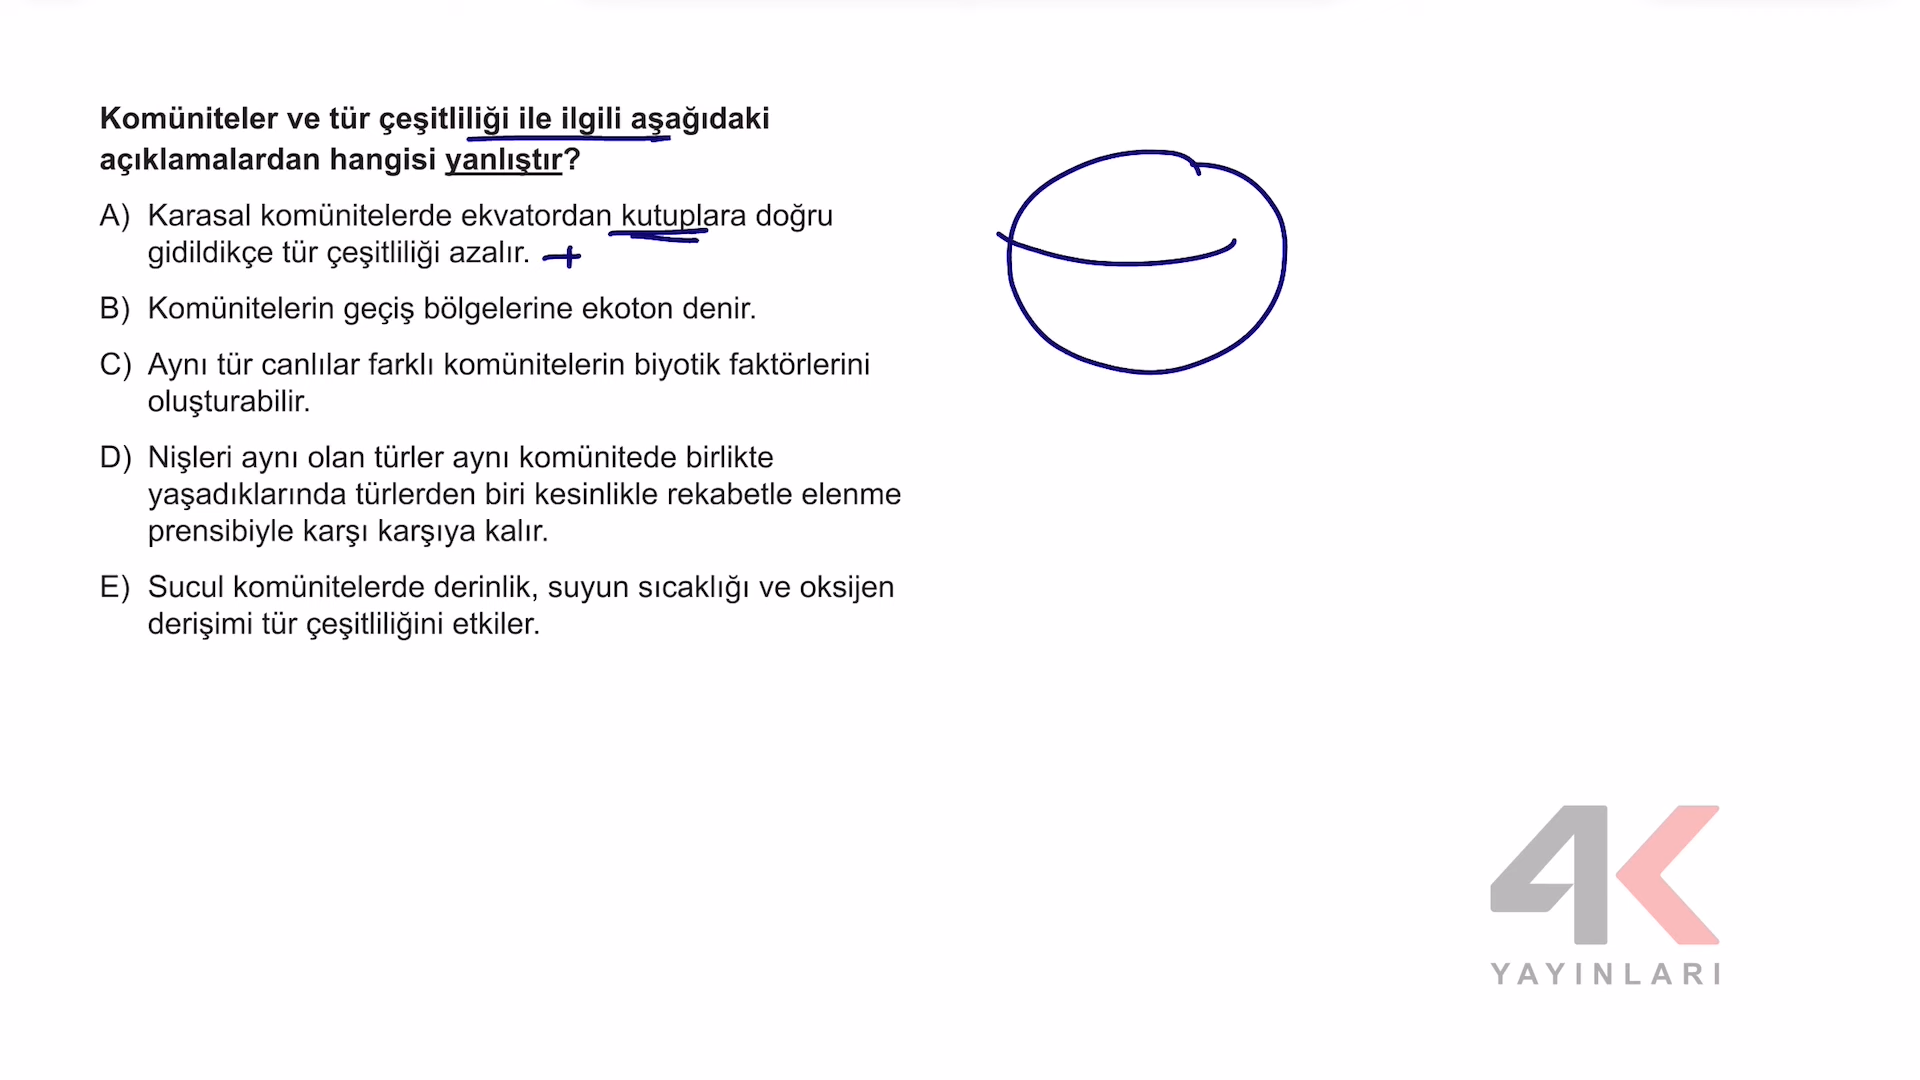 Komüniteler ve tür çeşitliliği ile ilgili aşağıdaki
açıklamalardan hangisi yanlıştır?
A) Karasal komünitelerde ekvatordan kutuplara doğru
gidildikçe tür çeşitliliği azalır. +
B) Komünitelerin geçiş bölgelerine ekoton denir.
C) Aynı tür canlılar farklı komünitelerin biyotik faktörlerini
oluşturabilir.
D) Nişleri aynı olan türler aynı komünitede birlikte
yaşadıklarında türlerden biri kesinlikle rekabetle elenme
prensibiyle karşı karşıya kalır.
E) Sucul komünitelerde derinlik, suyun sıcaklığı ve oksijen
derişimi tür çeşitliliğini etkiler.
4K
YAYINLARI